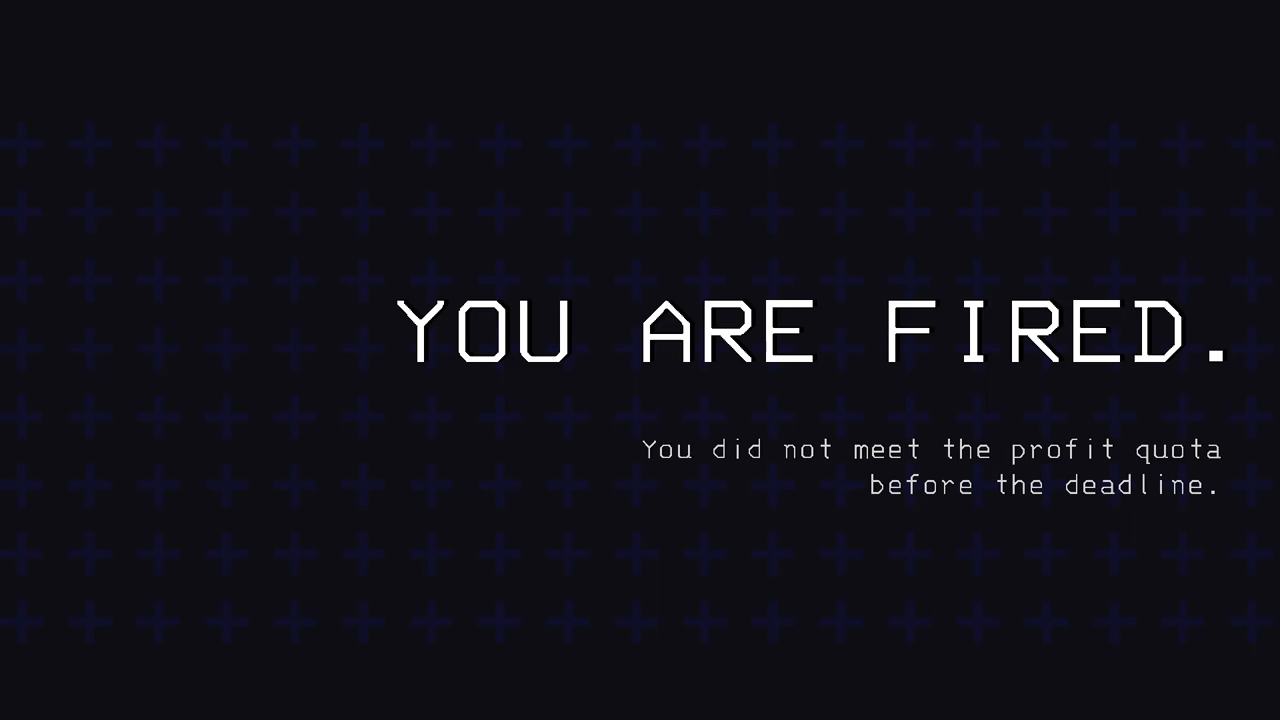 YOU ARE FIRED.
You did not meet the profit quota
before the deadline.